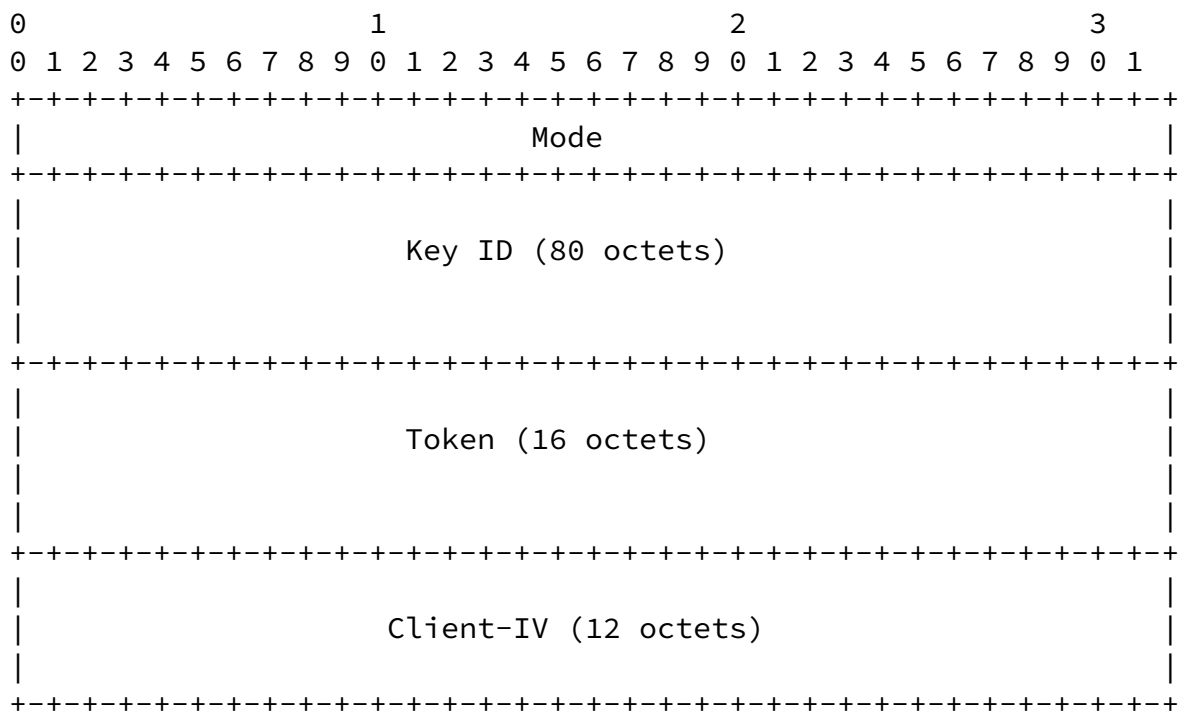 0                   1                   2                   3
0 1 2 3 4 5 6 7 8 9 0 1 2 3 4 5 6 7 8 9 0 1 2 3 4 5 6 7 8 9 0 1
+-+-+-+-+-+-+-+-+-+-+-+-+-+-+-+-+-+-+-+-+-+-+-+-+-+-+-+-+-+-+-+-+
|                            Mode                               |
+-+-+-+-+-+-+-+-+-+-+-+-+-+-+-+-+-+-+-+-+-+-+-+-+-+-+-+-+-+-+-+-+
|                                                               |
|                     Key ID (80 octets)                        |
|                                                               |
|                                                               |
+-+-+-+-+-+-+-+-+-+-+-+-+-+-+-+-+-+-+-+-+-+-+-+-+-+-+-+-+-+-+-+-+
|                                                               |
|                     Token (16 octets)                         |
|                                                               |
|                                                               |
+-+-+-+-+-+-+-+-+-+-+-+-+-+-+-+-+-+-+-+-+-+-+-+-+-+-+-+-+-+-+-+-+
|                                                               |
|                    Client-IV (12 octets)                      |
|                                                               |
+-+-+-+-+-+-+-+-+-+-+-+-+-+-+-+-+-+-+-+-+-+-+-+-+-+-+-+-+-+-+-+-+